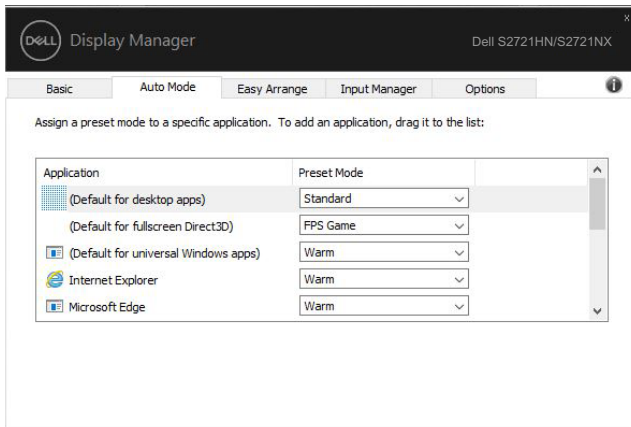 DELL Display Manager Dell S2721HN/S2721NX x
Basic Auto Mode Easy Arrange Input Manager Options
Assign a preset mode to a specific application. To add an application, drag it to the list:
Application Preset Mode
(Default for desktop apps) Standard
(Default for fullscreen Direct3D) FPS Game
(Default for universal Windows apps) Warm
Internet Explorer Warm
Microsoft Edge Warm